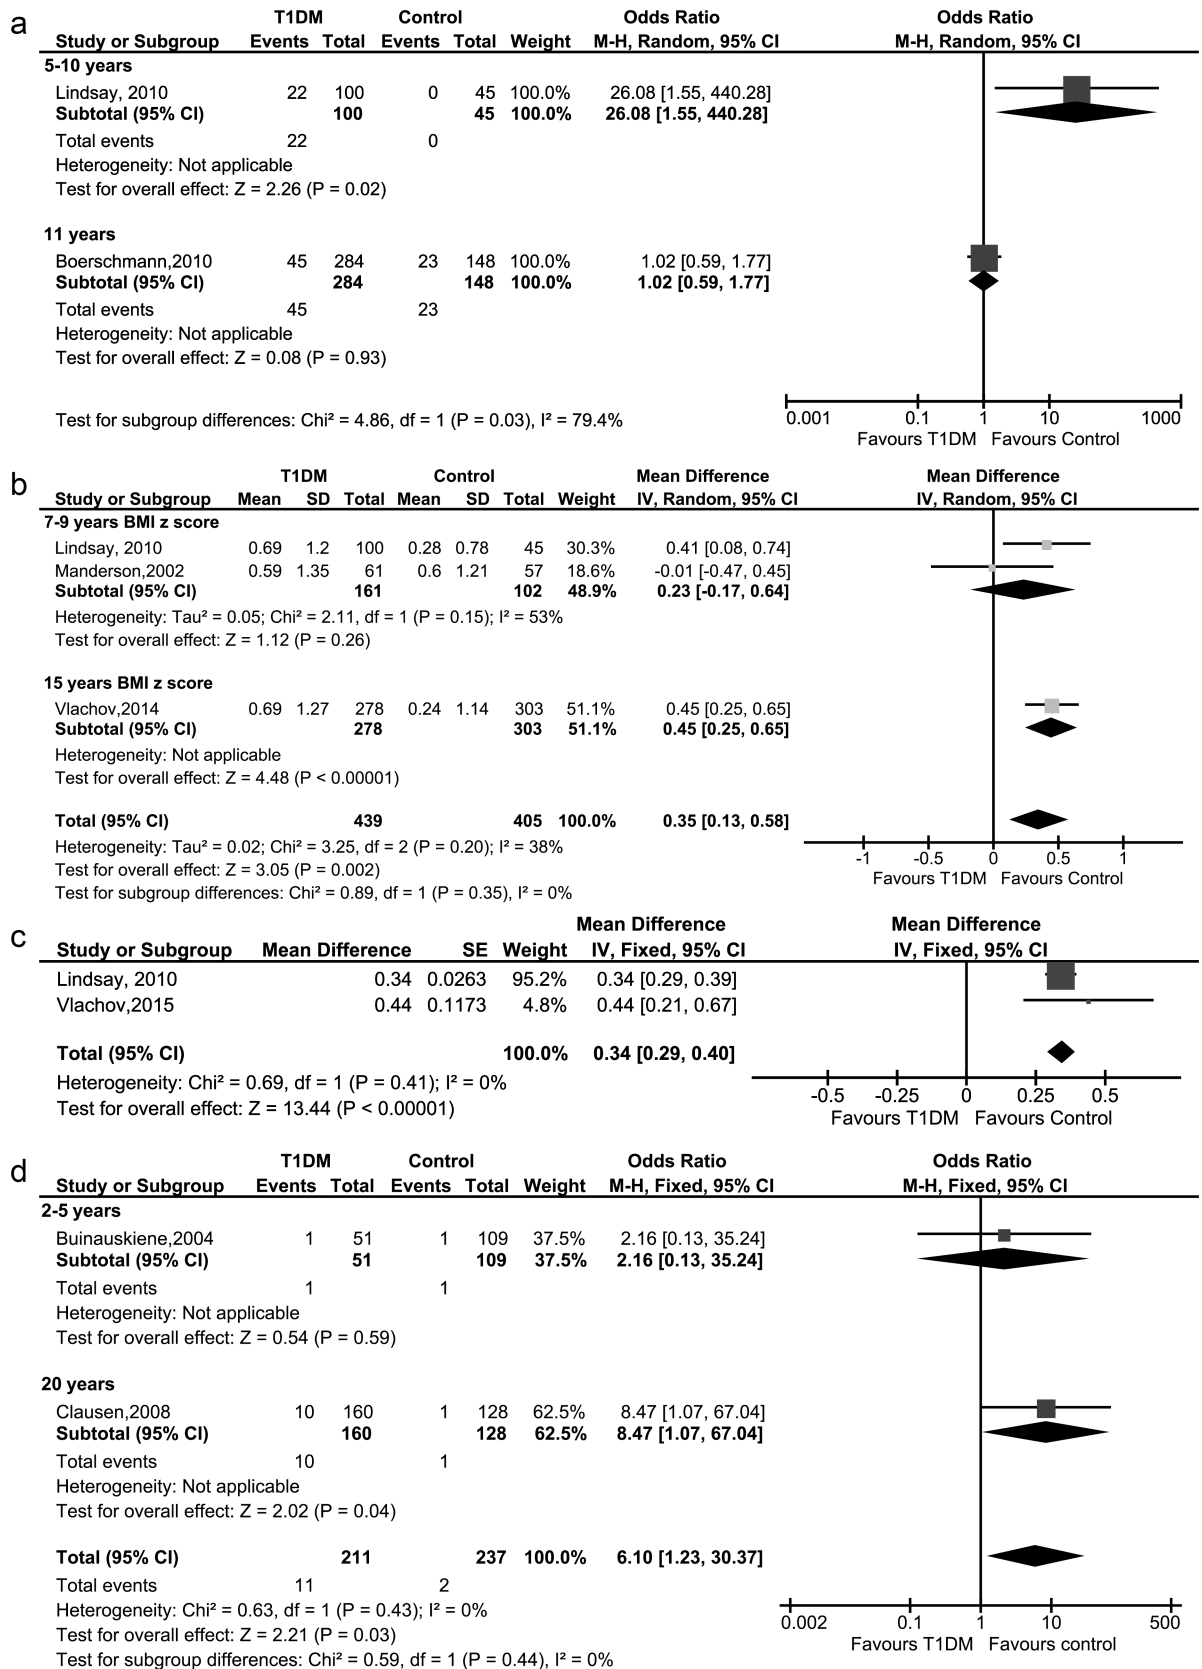 a
T1DM Control Odds Ratio Odds Ratio
Study or Subgroup Events Total Events Total Weight M-H, Random, 95% CI M-H, Random, 95% CI
5-10 years
Lindsay, 2010 22 100 0 45 100.0% 26.08 [1.55, 440.28]
Subtotal (95% CI) 100 45 100.0% 26.08 [1.55, 440.28]
Total events 22 0
Heterogeneity: Not applicable
Test for overall effect: Z = 2.26 (P = 0.02)
11 years
Boerschmann,2010 45 284 23 148 100.0% 1.02 [0.59, 1.77]
Subtotal (95% CI) 284 148 100.0% 1.02 [0.59, 1.77]
Total events 45 23
Heterogeneity: Not applicable
Test for overall effect: Z = 0.08 (P = 0.93)
Test for subgroup differences: Chi² = 4.86, df = 1 (P = 0.03), I² = 79.4%
0.001 0.1 1 10 1000
Favours T1DM Favours Control
b
T1DM Control Mean Difference Mean Difference
Study or Subgroup Mean SD Total Mean SD Total Weight IV, Random, 95% CI IV, Random, 95% CI
7-9 years BMI z score
Lindsay, 2010 0.69 1.2 100 0.28 0.78 45 30.3% 0.41 [0.08, 0.74]
Manderson,2002 0.59 1.35 61 0.6 1.21 57 18.6% -0.01 [-0.47, 0.45]
Subtotal (95% CI) 161 102 48.9% 0.23 [-0.17, 0.64]
Heterogeneity: Tau² = 0.05; Chi² = 2.11, df = 1 (P = 0.15); I² = 53%
Test for overall effect: Z = 1.12 (P = 0.26)
15 years BMI z score
Vlachov,2014 0.69 1.27 278 0.24 1.14 303 51.1% 0.45 [0.25, 0.65]
Subtotal (95% CI) 278 303 51.1% 0.45 [0.25, 0.65]
Heterogeneity: Not applicable
Test for overall effect: Z = 4.48 (P < 0.00001)
Total (95% CI) 439 405 100.0% 0.35 [0.13, 0.58]
Heterogeneity: Tau² = 0.02; Chi² = 3.25, df = 2 (P = 0.20); I² = 38%
Test for overall effect: Z = 3.05 (P = 0.002)
Test for subgroup differences: Chi² = 0.89, df = 1 (P = 0.35), I² = 0%
-1 -0.5 0 0.5 1
Favours T1DM Favours Control
c
Mean Difference Mean Difference
Study or Subgroup Mean Difference SE Weight IV, Fixed, 95% CI IV, Fixed, 95% CI
Lindsay, 2010 0.34 0.0263 95.2% 0.34 [0.29, 0.39]
Vlachov,2015 0.44 0.1173 4.8% 0.44 [0.21, 0.67]
Total (95% CI) 100.0% 0.34 [0.29, 0.40]
Heterogeneity: Chi² = 0.69, df = 1 (P = 0.41); I² = 0%
Test for overall effect: Z = 13.44 (P < 0.00001)
-0.5 -0.25 0 0.25 0.5
Favours T1DM Favours Control
d
T1DM Control Odds Ratio Odds Ratio
Study or Subgroup Events Total Events Total Weight M-H, Fixed, 95% CI M-H, Fixed, 95% CI
2-5 years
Buinauskiene,2004 1 51 1 109 37.5% 2.16 [0.13, 35.24]
Subtotal (95% CI) 51 109 37.5% 2.16 [0.13, 35.24]
Total events 1 1
Heterogeneity: Not applicable
Test for overall effect: Z = 0.54 (P = 0.59)
20 years
Clausen,2008 10 160 1 128 62.5% 8.47 [1.07, 67.04]
Subtotal (95% CI) 160 128 62.5% 8.47 [1.07, 67.04]
Total events 10 1
Heterogeneity: Not applicable
Test for overall effect: Z = 2.02 (P = 0.04)
Total (95% CI) 211 237 100.0% 6.10 [1.23, 30.37]
Total events 11 2
Heterogeneity: Chi² = 0.63, df = 1 (P = 0.43); I² = 0%
Test for overall effect: Z = 2.21 (P = 0.03)
Test for subgroup differences: Chi² = 0.59, df = 1 (P = 0.44), I² = 0%
0.002 0.1 1 10 500
Favours T1DM Favours control